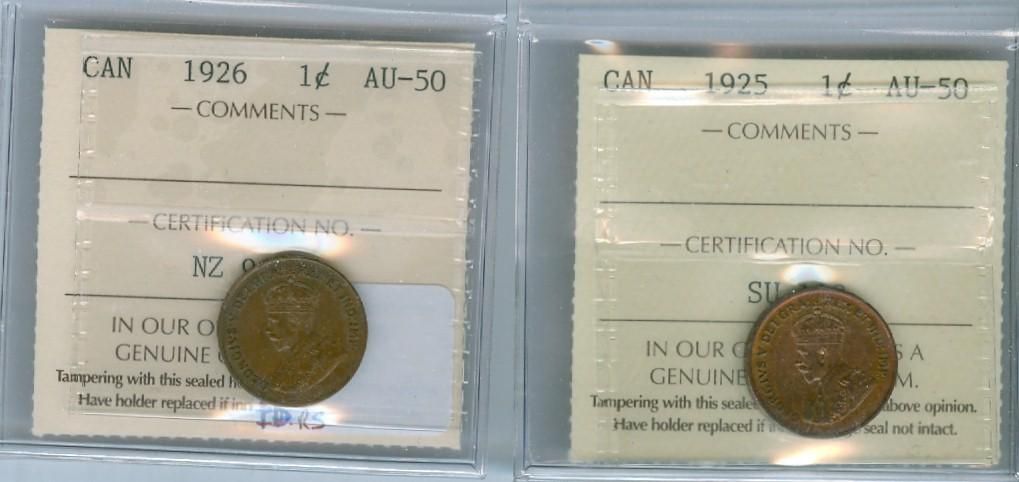 CAN 1926 1¢ AU-50
— COMMENTS —
— CERTIFICATION NO. —
NZ
IN OUR
GENUINE
Tampering with this sealed
Have holder replaced if
I.D.RS
CAN 1925 1¢ AU-50
— COMMENTS —
— CERTIFICATION NO. —
SU
IN OUR A
GENUINE M.
Tampering with this sealed above opinion.
Have holder replaced if seal not intact.